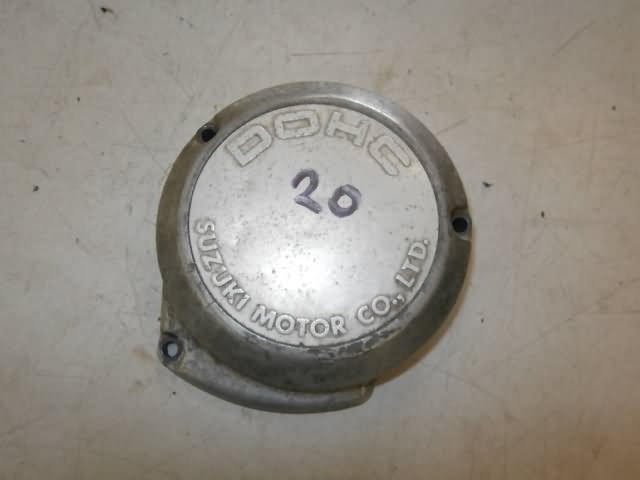 DOHC
20
SUZUKI MOTOR CO., LTD.